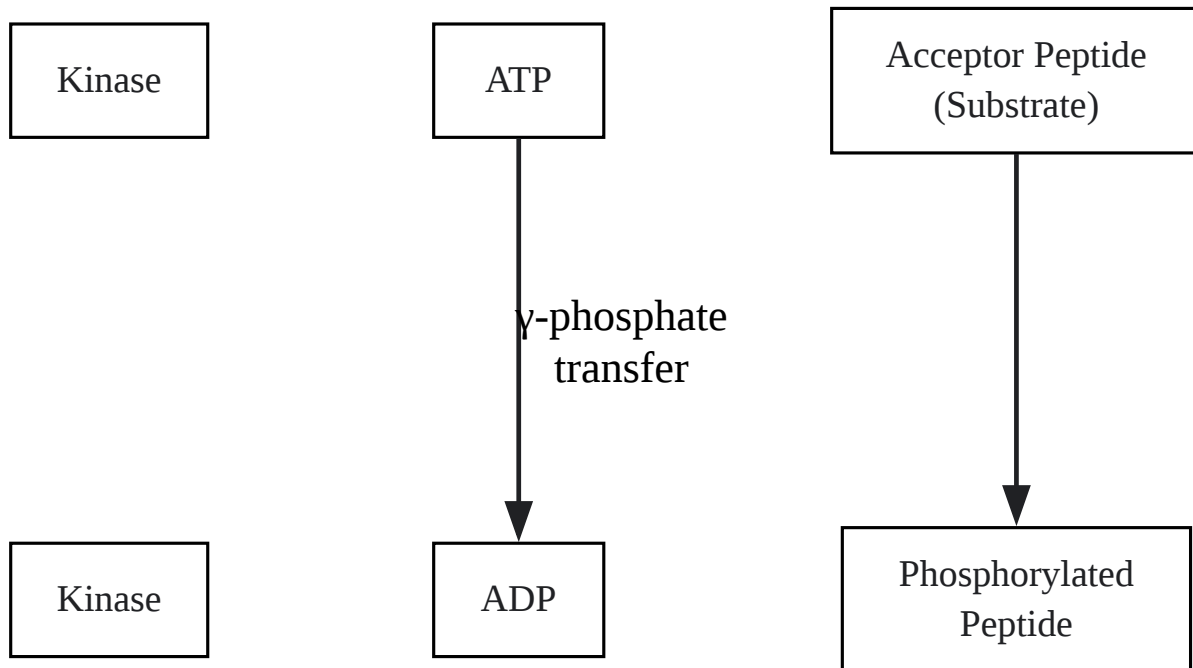 Kinase
ATP
Acceptor Peptide
(Substrate)
γ-phosphate
transfer
Kinase
ADP
Phosphorylated
Peptide